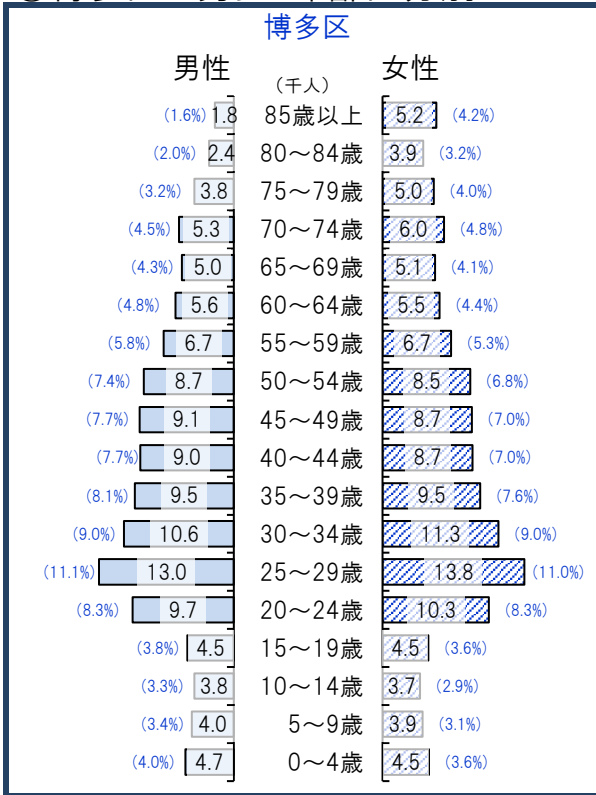 博多区
男性 (千人) 女性
(1.6%) 1.8 85歳以上 5.2 (4.2%)
(2.0%) 2.4 80～84歳 3.9 (3.2%)
(3.2%) 3.8 75～79歳 5.0 (4.0%)
(4.5%) 5.3 70～74歳 6.0 (4.8%)
(4.3%) 5.0 65～69歳 5.1 (4.1%)
(4.8%) 5.6 60～64歳 5.5 (4.4%)
(5.8%) 6.7 55～59歳 6.7 (5.3%)
(7.4%) 8.7 50～54歳 8.5 (6.8%)
(7.7%) 9.1 45～49歳 8.7 (7.0%)
(7.7%) 9.0 40～44歳 8.7 (7.0%)
(8.1%) 9.5 35～39歳 9.5 (7.6%)
(9.0%) 10.6 30～34歳 11.3 (9.0%)
(11.1%) 13.0 25～29歳 13.8 (11.0%)
(8.3%) 9.7 20～24歳 10.3 (8.3%)
(3.8%) 4.5 15～19歳 4.5 (3.6%)
(3.3%) 3.8 10～14歳 3.7 (2.9%)
(3.4%) 4.0 5～9歳 3.9 (3.1%)
(4.0%) 4.7 0～4歳 4.5 (3.6%)